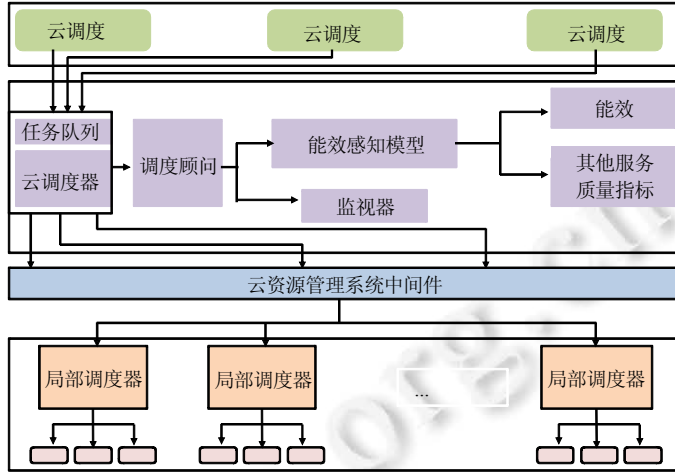 云调度
云调度
云调度
任务队列
云调度器
调度顾问
能效感知模型
监视器
能效
其他服务
质量指标
云资源管理系统中间件
局部调度器
局部调度器
...
局部调度器
org.cn